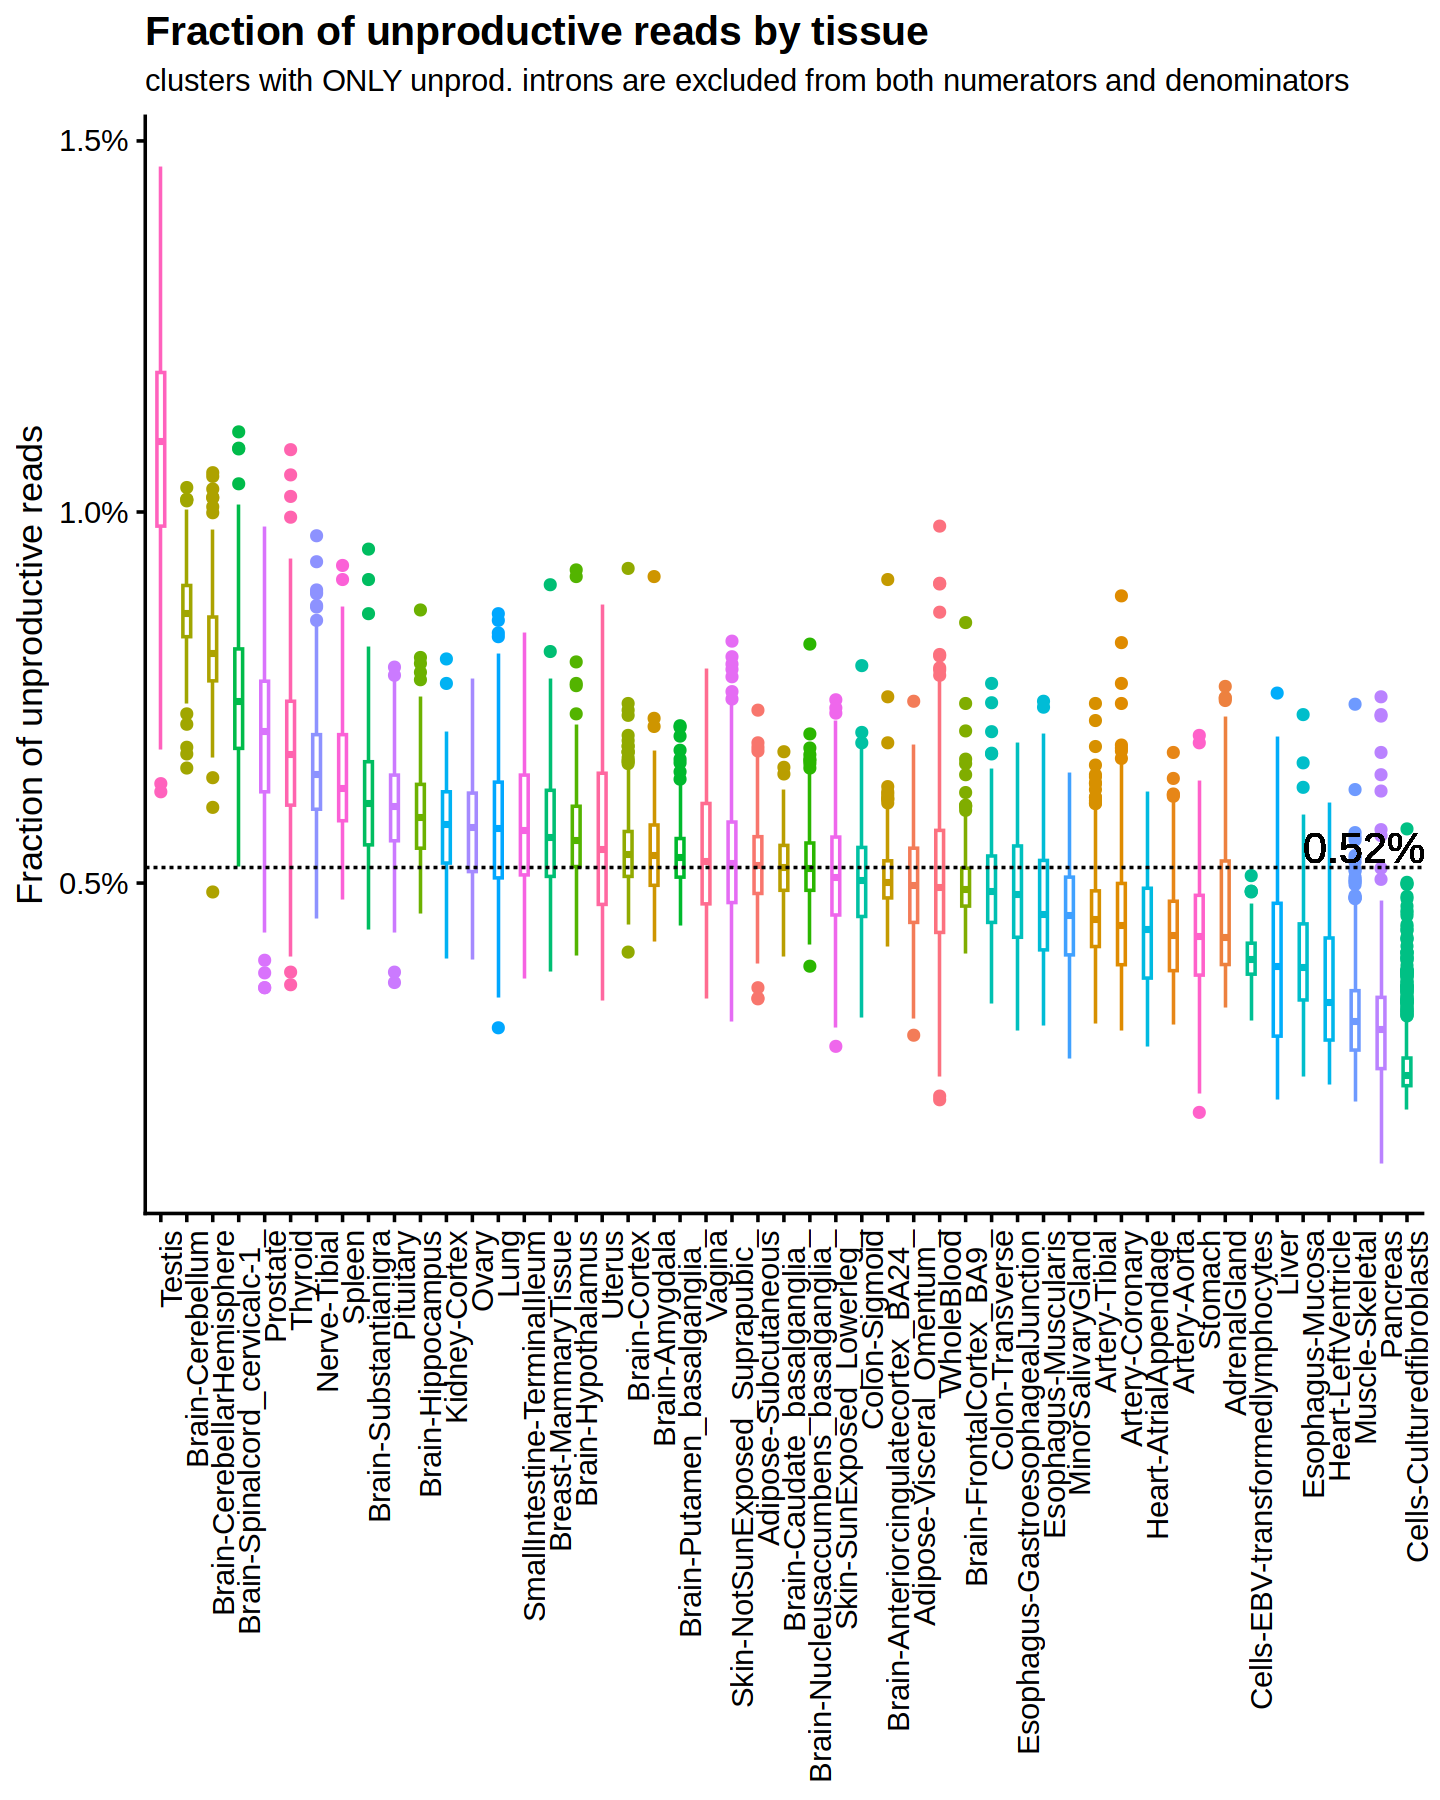 Fraction of unproductive reads by tissue
clusters with ONLY unprod. introns are excluded from both numerators and denominators
Fraction of unproductive reads
1.5%
1.0%
0.5%
0.52%
Testis
Brain-Cerebellum
Brain-CerebellarHemisphere
Brain-Spinalcord_cervicalc-1_
Prostate
Thyroid
Nerve-Tibial
Spleen
Brain-Substantianigra
Pituitary
Brain-Hippocampus
Kidney-Cortex
Ovary
Lung
SmallIntestine-TerminalIleum
Breast-MammaryTissue
Brain-Hypothalamus
Uterus
Brain-Cortex
Brain-Amygdala
Brain-Putamen_basalganglia_
Vagina
Skin-NotSunExposed_Suprapubic_
Adipose-Subcutaneous
Brain-Caudate_basalganglia_
Brain-Nucleusaccumbens_basalganglia_
Skin-SunExposed_Lowerleg_
Colon-Sigmoid
Brain-Anteriorcingulatecortex_BA24_
Adipose-Visceral_Omentum_
WholeBlood
Brain-FrontalCortex_BA9_
Colon-Transverse
Esophagus-GastroesophagealJunction
Esophagus-Muscularis
MinorSalivaryGland
Artery-Tibial
Artery-Coronary
Heart-AtrialAppendage
Artery-Aorta
Stomach
AdrenalGland
Cells-EBV-transformedlymphocytes
Liver
Esophagus-Mucosa
Heart-LeftVentricle
Muscle-Skeletal
Pancreas
Cells-Culturedfibroblasts